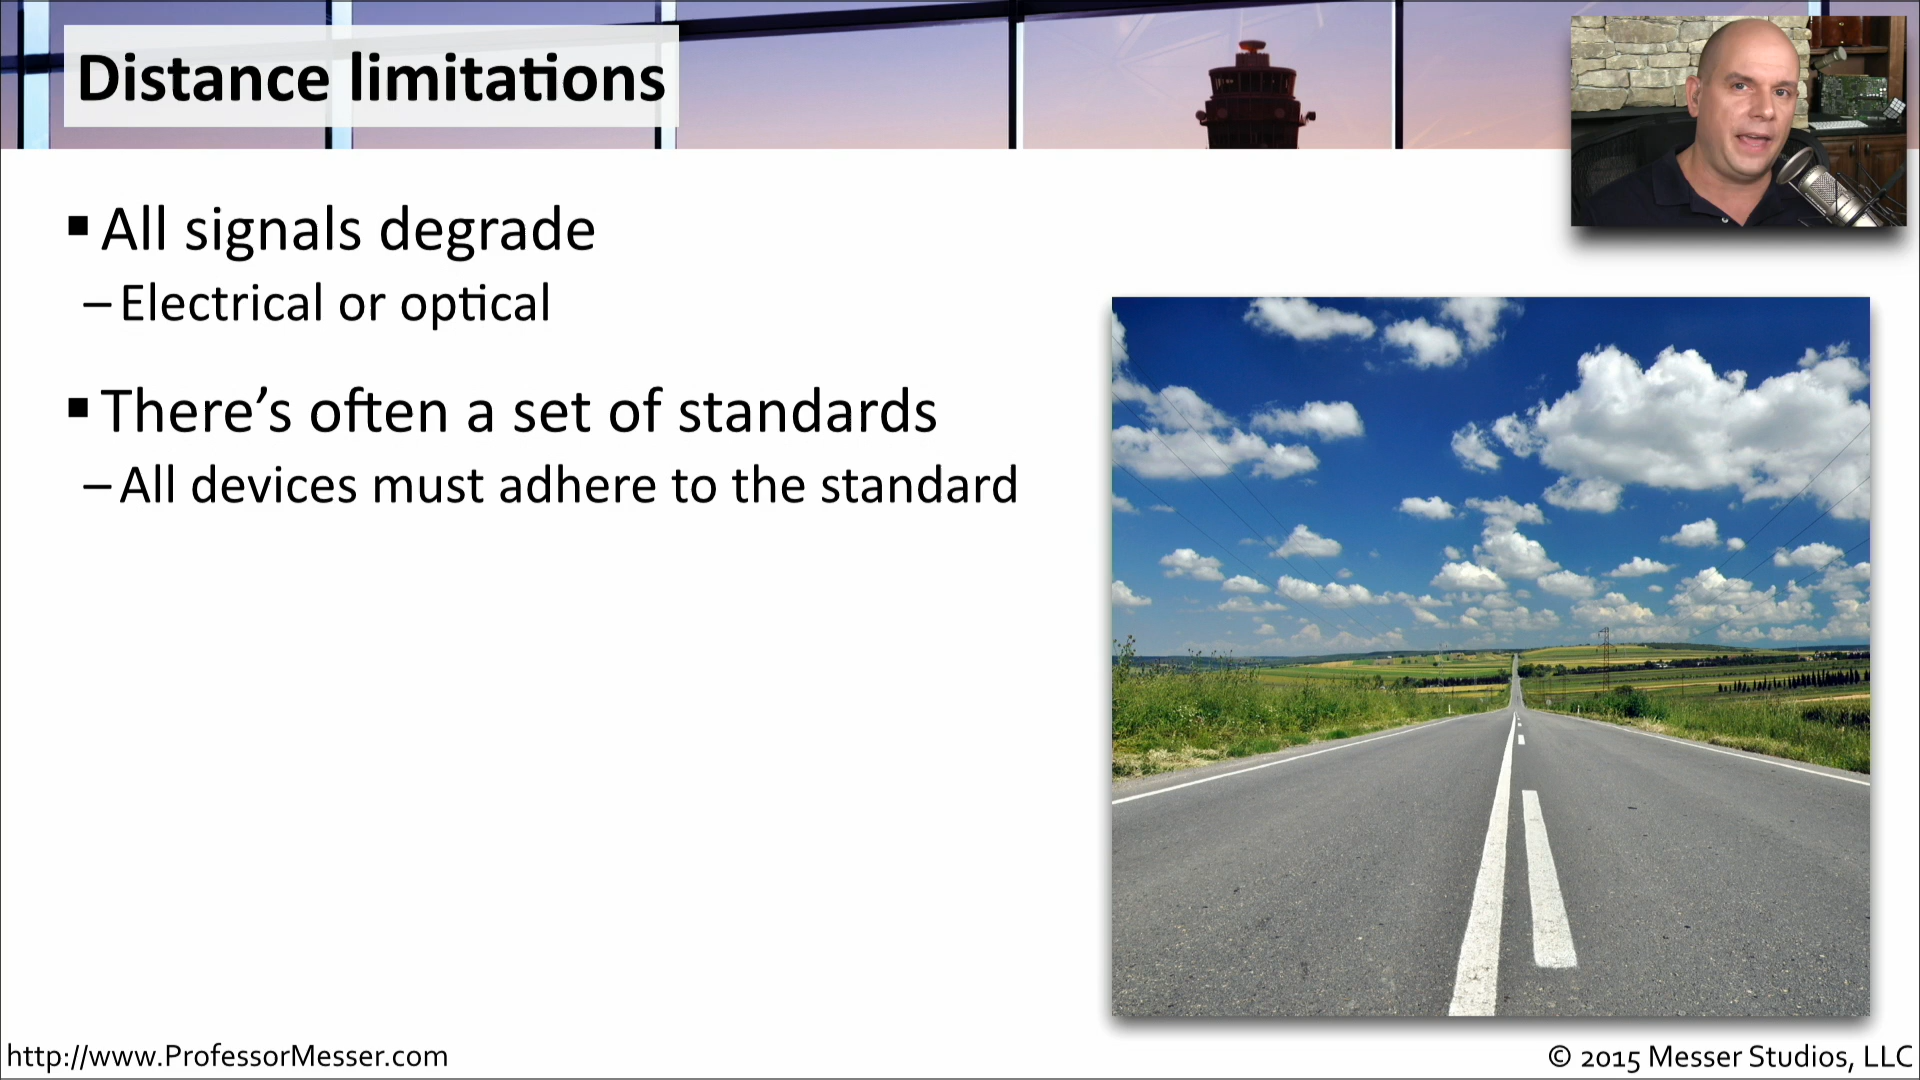 Distance limitations
▪ All signals degrade
– Electrical or optical
▪ There’s often a set of standards
– All devices must adhere to the standard
http://www.ProfessorMesser.com
© 2015 Messer Studios, LLC